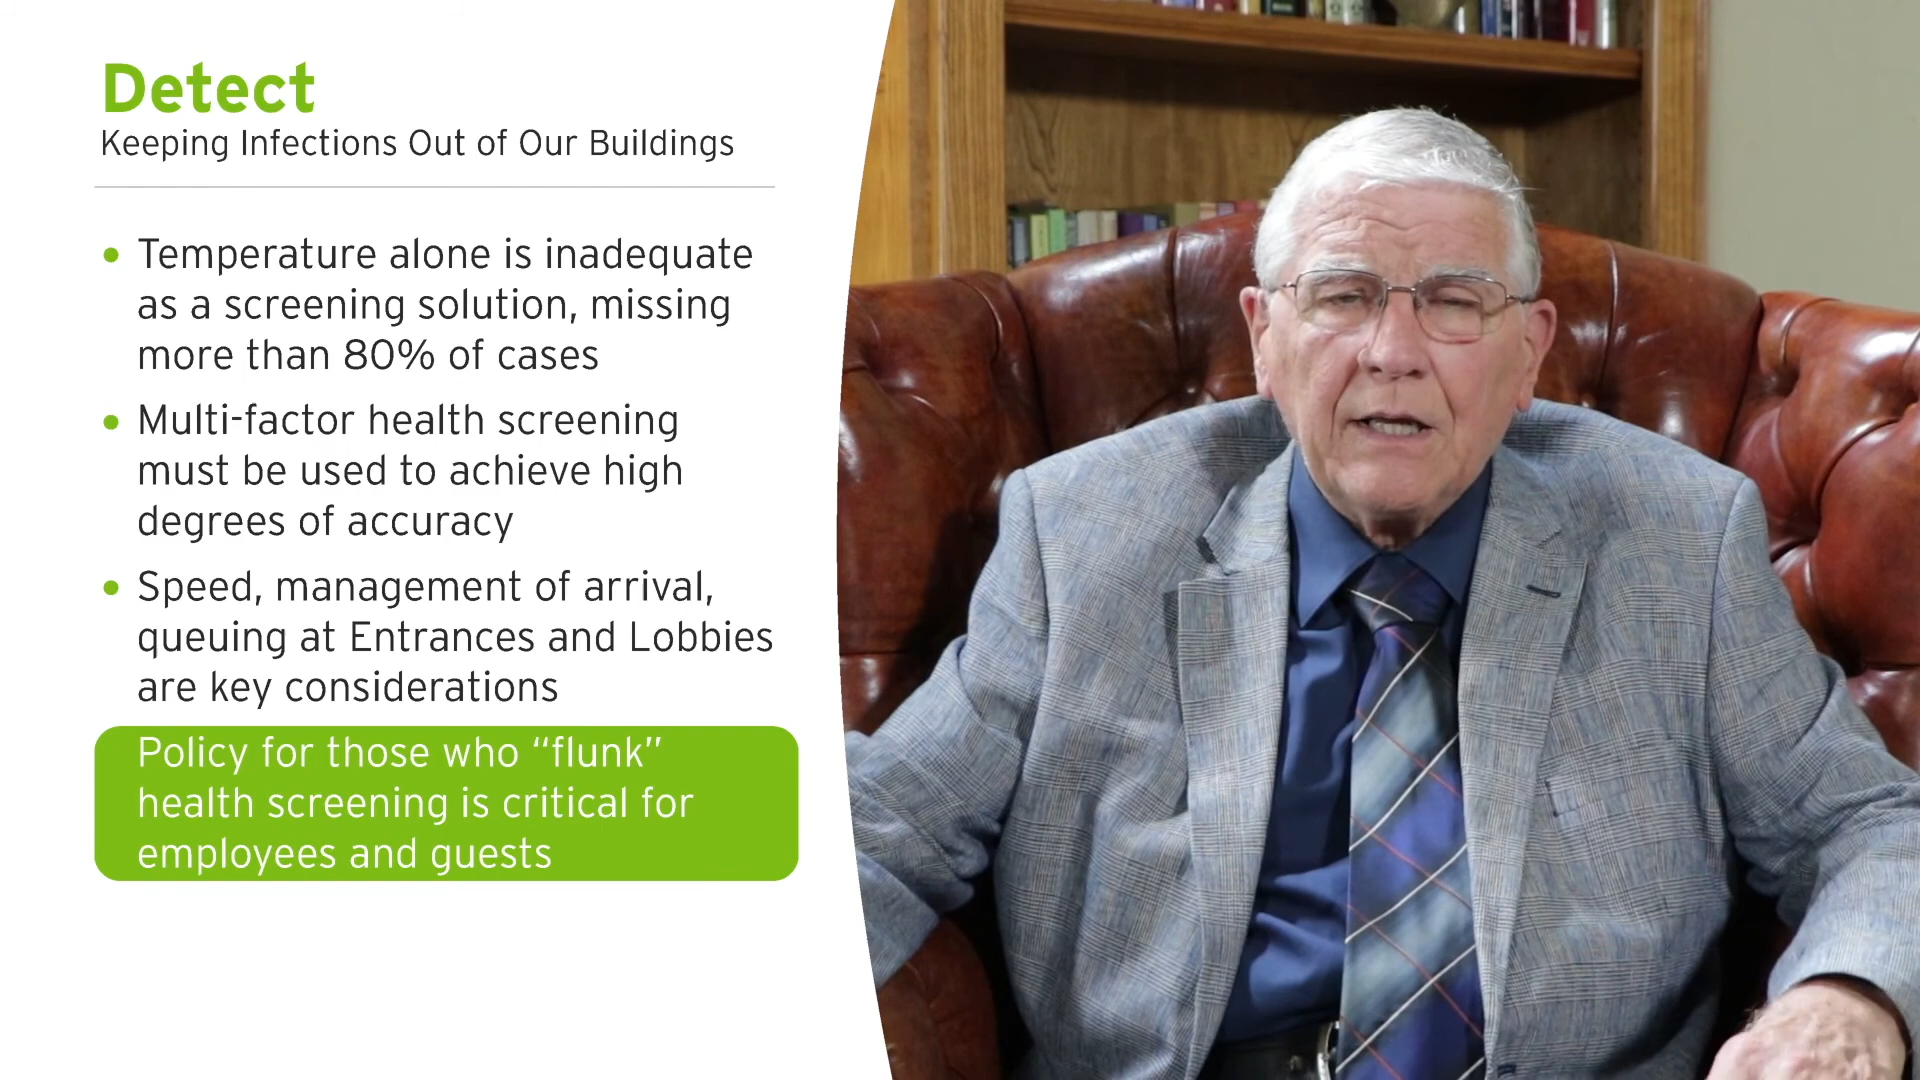 Detect
Keeping Infections Out of Our Buildings
• Temperature alone is inadequate
as a screening solution, missing
more than 80% of cases
• Multi-factor health screening
must be used to achieve high
degrees of accuracy
• Speed, management of arrival,
queuing at Entrances and Lobbies
are key considerations
Policy for those who “flunk”
health screening is critical for
employees and guests